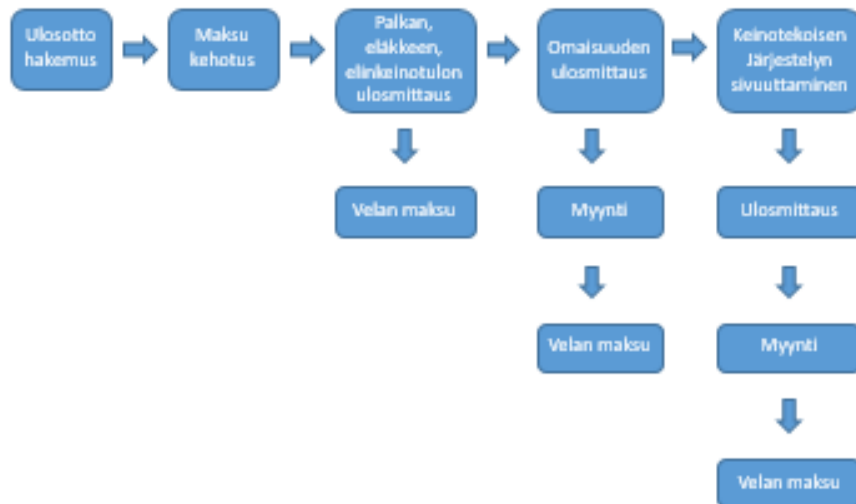 Ulosotto
hakemus
Maksu
kehotus
Palkan,
eläkkeen,
elinkeinotulon
ulosmittaus
Omaisuuden
ulosmittaus
Keinotekoisen
Järjestelyn
sivuuttaminen
Velan maksu
Myynti
Ulosmittaus
Velan maksu
Myynti
Velan maksu